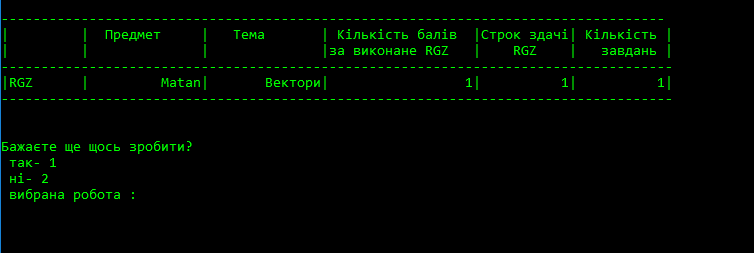 ---------------------------------------------------------------------------------
|         |  Предмет     |   Тема       | Кількість балів  |Строк здачі| Кількість |
|         |              |              |за виконане RGZ   |    RGZ    |   завдань |
------------------------------------------------------------------------------------
|RGZ      |         Matan|       Вектори|                 1|          1|          1|
------------------------------------------------------------------------------------
Бажаєте ще щось зробити?
 так- 1
 ні- 2
 вибрана робота :